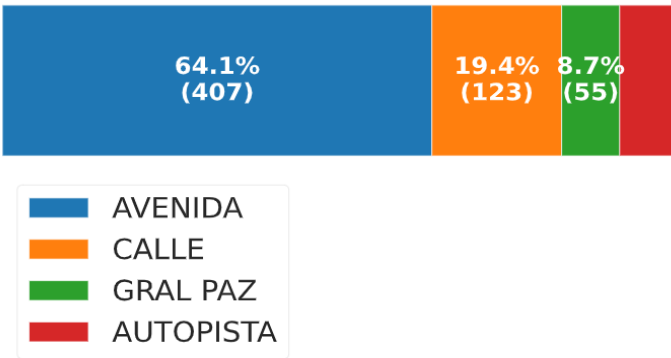 64.1% 19.4% 8.7%
(407) (123) (55)
AVENIDA
CALLE
GRAL PAZ
AUTOPISTA